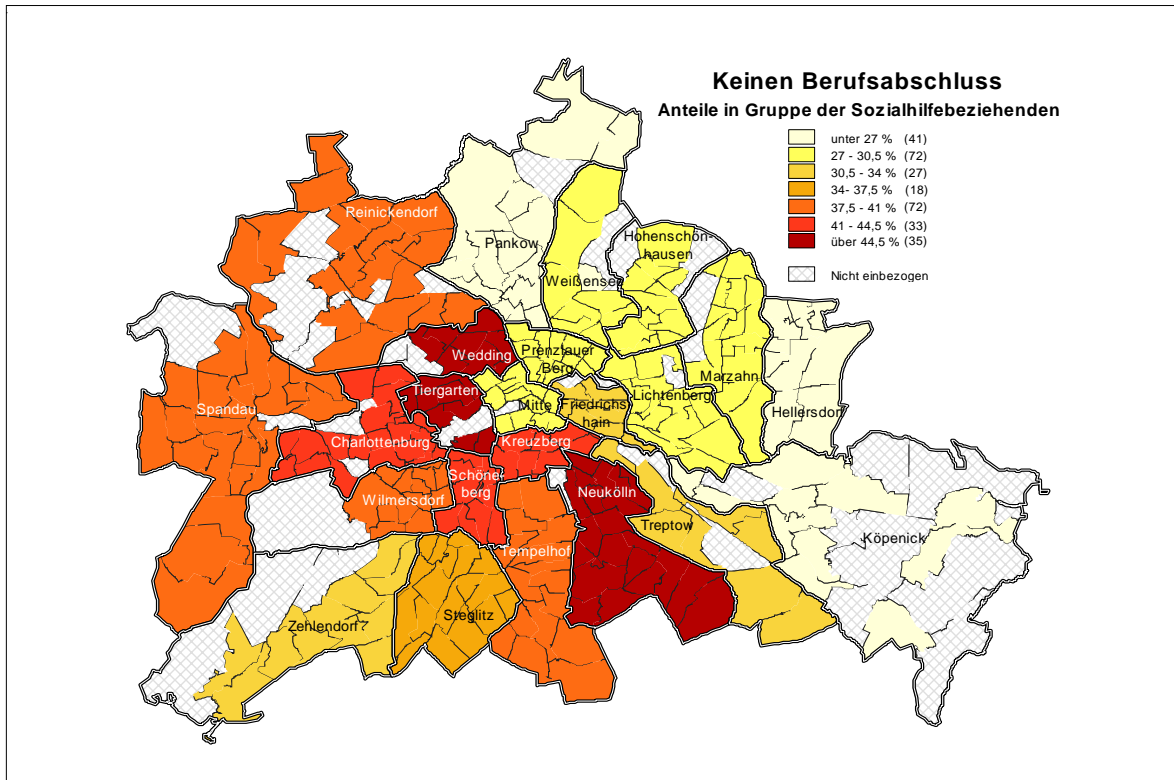 Keinen Berufsabschluss
Anteile in Gruppe der Sozialhilfebeziehenden
unter 27 % (41)
27 - 30,5 % (72)
30,5 - 34 % (27)
34- 37,5 % (18)
37,5 - 41 % (72)
41 - 44,5 % (33)
über 44,5 % (35)
Nicht einbezogen
Reinickendorf
Pankow
Hohenschön-
hausen
Weißensee
Wedding
Prenzlauer
Berg
Marzahn
Tiergarten
Mitte
Friedrichs
hain
Lichtenberg
Hellersdorf
Spandau
Charlottenburg
Kreuzberg
Schöne
berg
Wilmersdorf
Neukölln
Treptow
Köpenick
Tempelhof
Steglitz
Zehlendorf